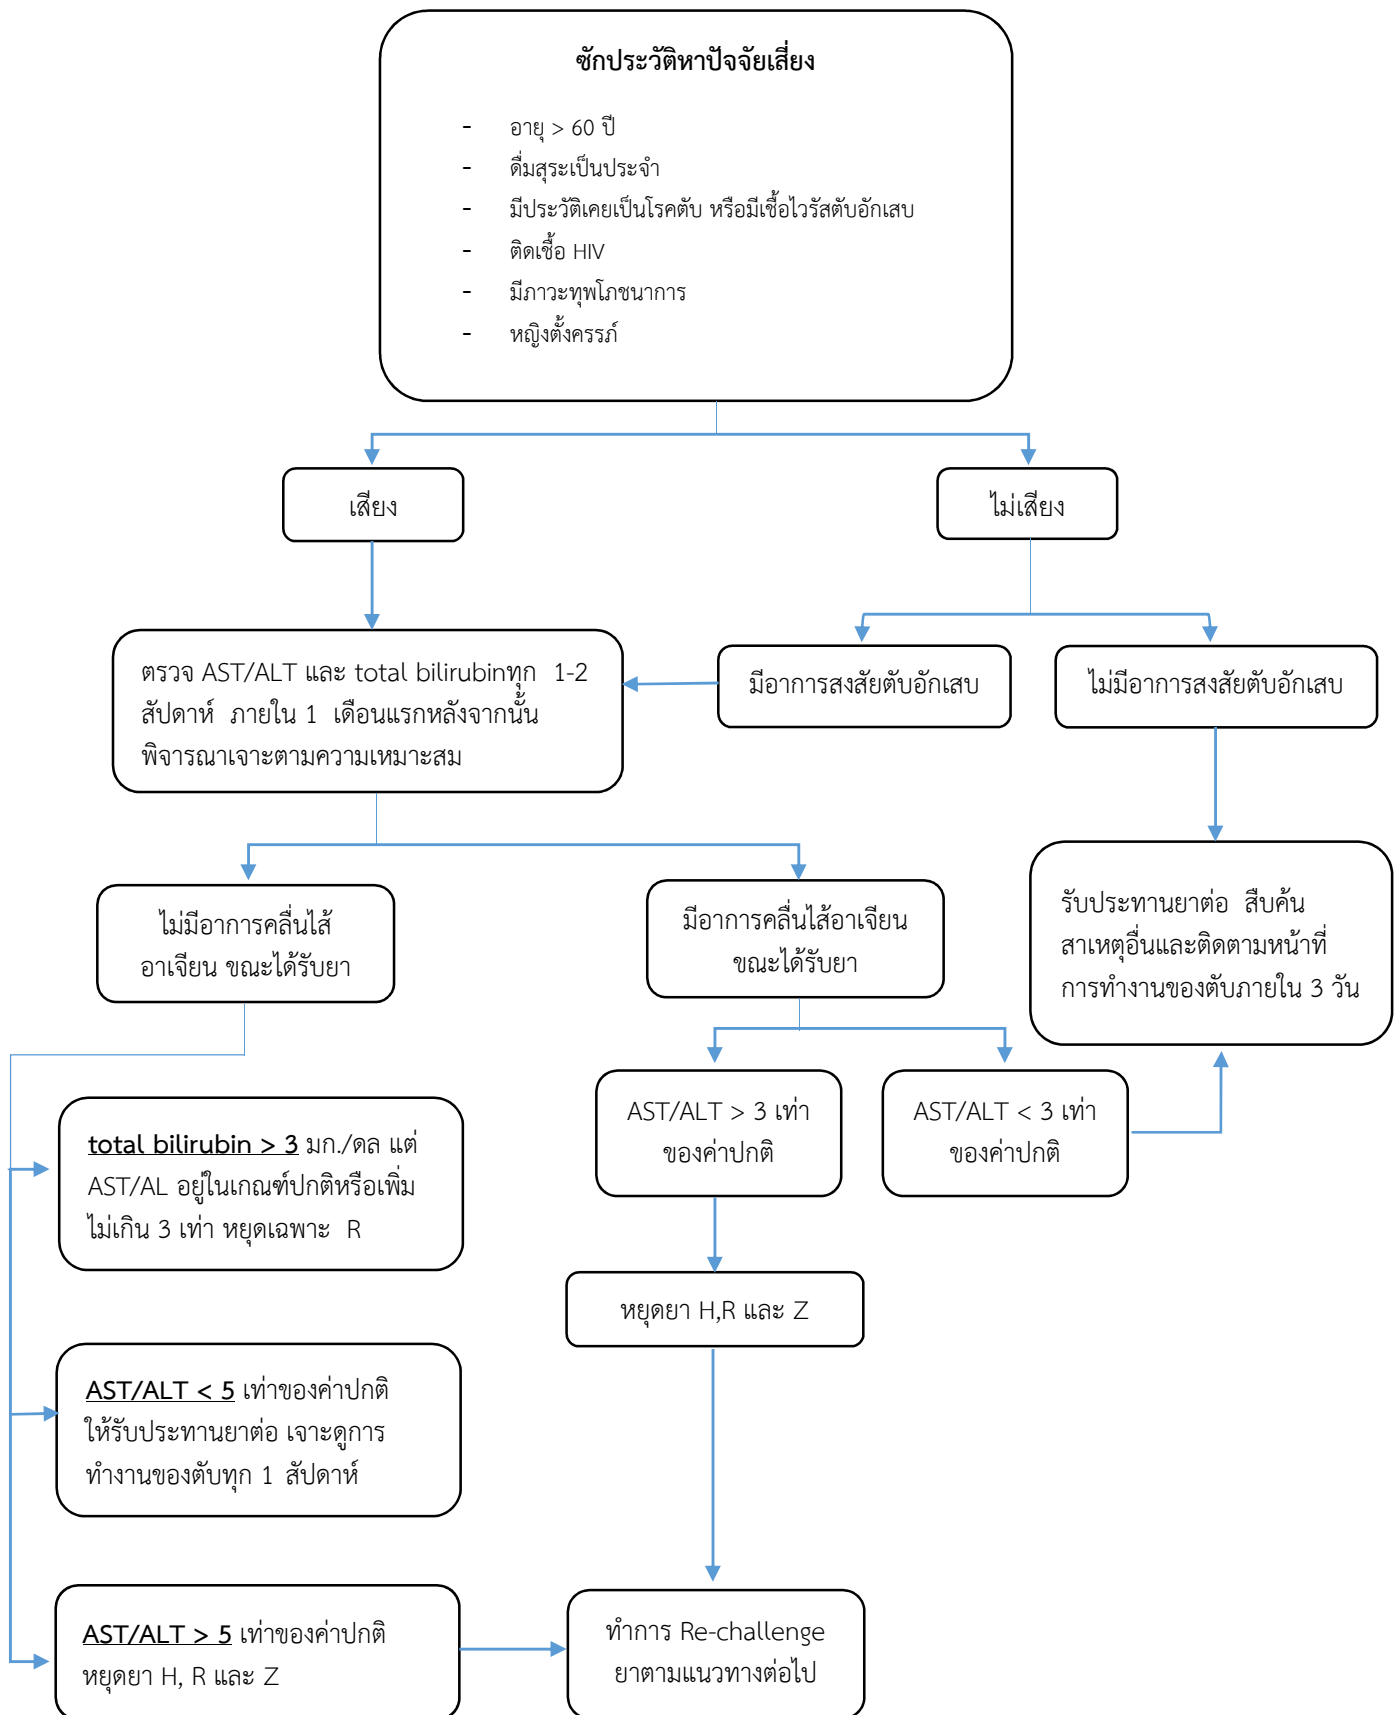 ซักประวัติหาปัจจัยเสี่ยง
- อายุ > 60 ปี
- ดื่มสุระเป็นประจำ
- มีประวัติเคยเป็นโรคตับ หรือมีเชื้อไวรัสตับอักเสบ
- ติดเชื้อ HIV
- มีภาวะทุพโภชนาการ
- หญิงตั้งครรภ์
เสี่ยง
ไม่เสี่ยง
ตรวจ AST/ALT และ total bilirubinทุก 1-2
สัปดาห์ ภายใน 1 เดือนแรกหลังจากนั้น
พิจารณาเจาะตามความเหมาะสม
มีอาการสงสัยตับอักเสบ
ไม่มีอาการสงสัยตับอักเสบ
ไม่มีอาการคลื่นไส้
อาเจียน ขณะได้รับยา
มีอาการคลื่นไส้อาเจียน
ขณะได้รับยา
รับประทานยาต่อ สืบค้น
สาเหตุอื่นและติดตามหน้าที่
การทำงานของตับภายใน 3 วัน
total bilirubin > 3 มก./ดล แต่
AST/AL อยู่ในเกณฑ์ปกติหรือเพิ่ม
ไม่เกิน 3 เท่า หยุดเฉพาะ R
AST/ALT > 3 เท่า
ของค่าปกติ
AST/ALT < 3 เท่า
ของค่าปกติ
หยุดยา H,R และ Z
AST/ALT < 5 เท่าของค่าปกติ
ให้รับประทานยาต่อ เจาะดูการ
ทำงานของตับทุก 1 สัปดาห์
AST/ALT > 5 เท่าของค่าปกติ
หยุดยา H, R และ Z
ทำการ Re-challenge
ยาตามแนวทางต่อไป